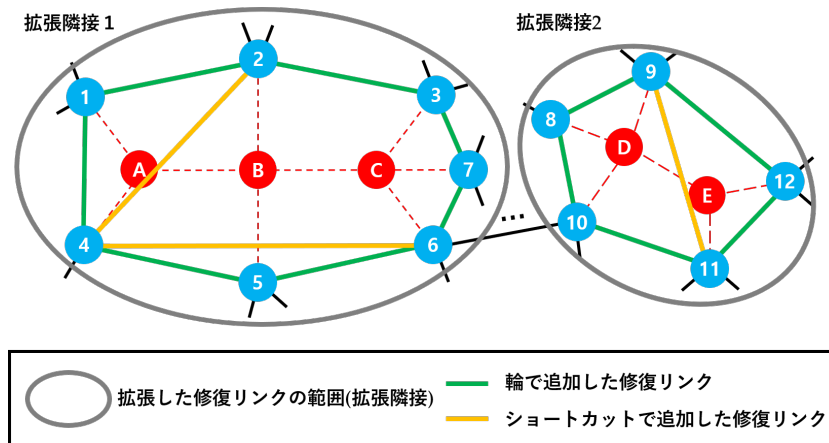 拡張隣接１
拡張隣接2
2
9
1
3
8
D
A
B
C
7
12
E
10
4
6
11
5
…
拡張した修復リンクの範囲(拡張隣接)
輪で追加した修復リンク
ショートカットで追加した修復リンク